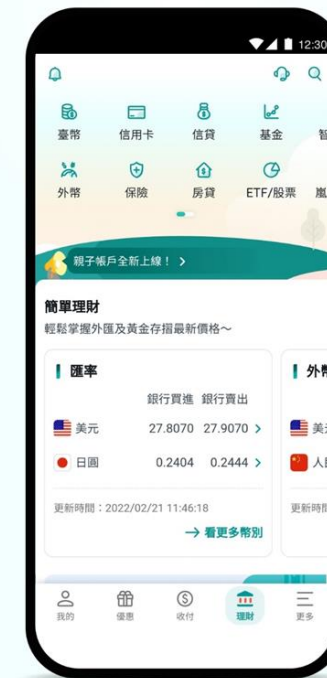 12:30
臺幣 信用卡 信貸 基金
外幣 保險 房貸 ETF/股票
親子帳戶全新上線！ >
簡單理財
輕鬆掌握外匯及黃金存摺最新價格～
匯率 外幣
銀行買進 銀行賣出
美元 27.8070 27.9070 > 美
日圓 0.2404 0.2444 > 人
更新時間：2022/02/21 11:46:18 更新時
→ 看更多幣別
我的 優惠 收付 理財 更多